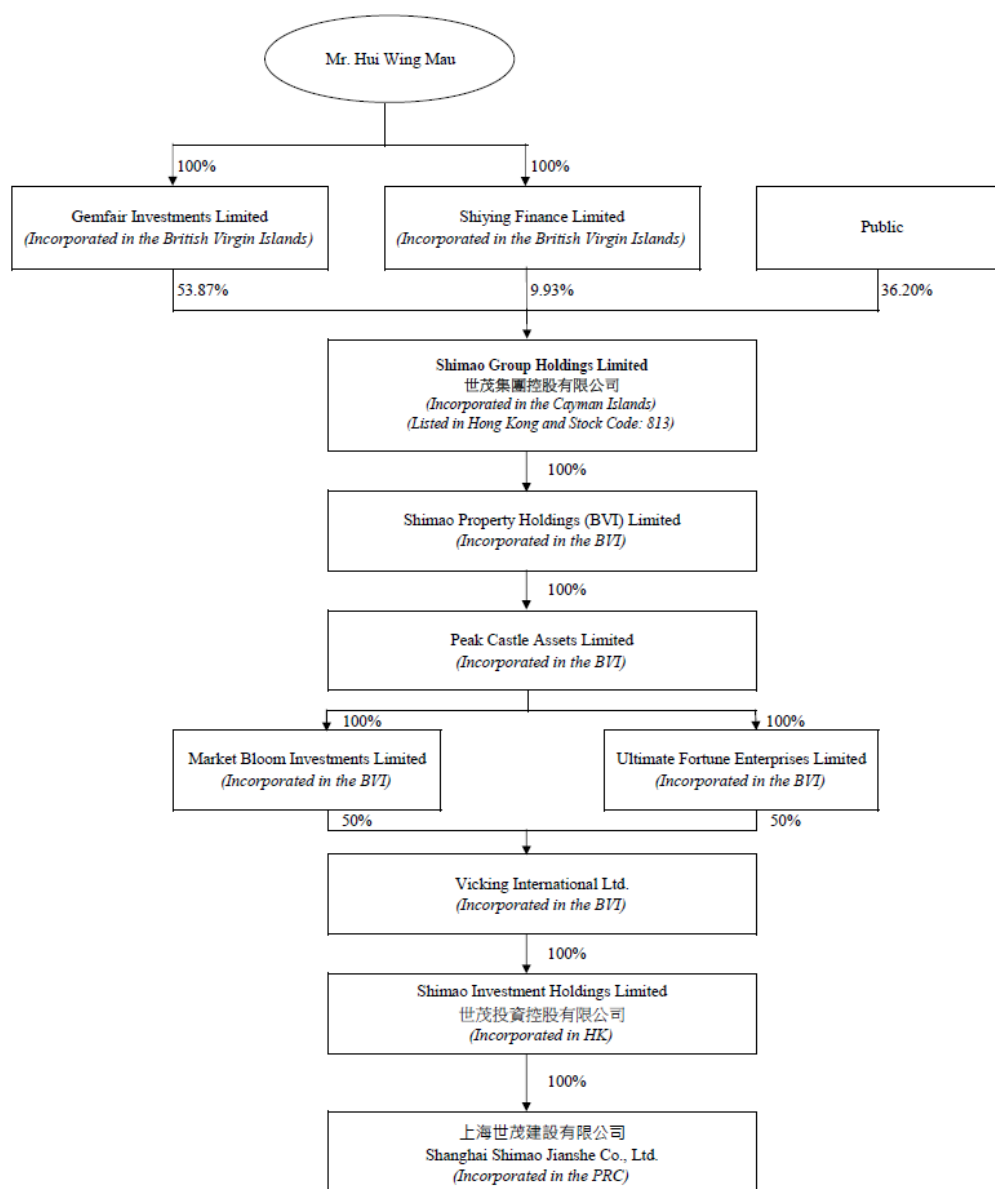 Mr. Hui Wing Mau
100%
100%
Gemfair Investments Limited
(Incorporated in the British Virgin Islands)
Shiying Finance Limited
(Incorporated in the British Virgin Islands)
Public
53.87%
9.93%
36.20%
Shimao Group Holdings Limited
世茂集團控股有限公司
(Incorporated in the Cayman Islands)
(Listed in Hong Kong and Stock Code: 813)
100%
Shimao Property Holdings (BVI) Limited
(Incorporated in the BVI)
100%
Peak Castle Assets Limited
(Incorporated in the BVI)
100%
100%
Market Bloom Investments Limited
(Incorporated in the BVI)
Ultimate Fortune Enterprises Limited
(Incorporated in the BVI)
50%
50%
Vicking International Ltd.
(Incorporated in the BVI)
100%
Shimao Investment Holdings Limited
世茂投資控股有限公司
(Incorporated in HK)
100%
上海世茂建設有限公司
Shanghai Shimao Jianshe Co., Ltd.
(Incorporated in the PRC)